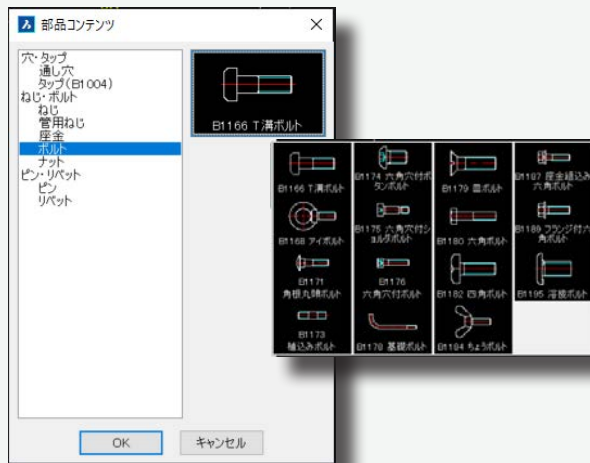 部品コンテンツ
穴・タップ
通し穴
タップ(B1004)
ねじ・ボルト
ねじ
管用ねじ
座金
ボルト
ナット
ピン・リベット
ピン
リベット
B1166 T溝ボルト
B1166 T溝ボルト
B1174 六角穴付ボ
タンボルト
B1179 皿ボルト
B1187 座金組込み
六角ボルト
B1168 アイボルト
B1175 六角穴付シ
ョルダボルト
B1180 六角ボルト
B1189 フランジ付六
角ボルト
B1171
角根丸頭ボルト
B1176
六角穴付ボルト
B1182 四角ボルト
B1195 溶接ボルト
B1173
植込みボルト
B1178 基礎ボルト
B1184 ちょうボルト
OK
キャンセル